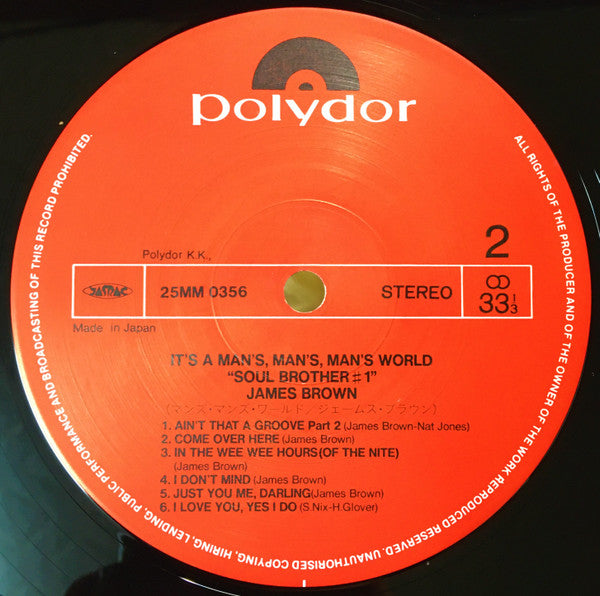 polydor
ALL RIGHTS OF THE PRODUCER AND OF THE OWNER OF THE WORK REPRODUCED RESERVED. UNAUTHORISED COPYING, HIRING, LENDING, PUBLIC PERFORMANCE AND BROADCASTING OF THIS RECORD PROHIBITED.
2
Polydor K.K.,
JASRAC 25MM 0356 STEREO 33 1/3
Made in Japan
IT'S A MAN'S, MAN'S, MAN'S WORLD
"SOUL BROTHER♯1"
JAMES BROWN
(マンズ・マンズ・ワールド/ジェームス・ブラウン)
1. AIN'T THAT A GROOVE Part 2 (James Brown-Nat Jones)
2. COME OVER HERE (James Brown)
3. IN THE WEE WEE HOURS(OF THE NITE)
(James Brown)
4. I DON'T MIND (James Brown)
5. JUST YOU ME, DARLING(James Brown)
6. I LOVE YOU, YES I DO (S.Nix-H.Glover)